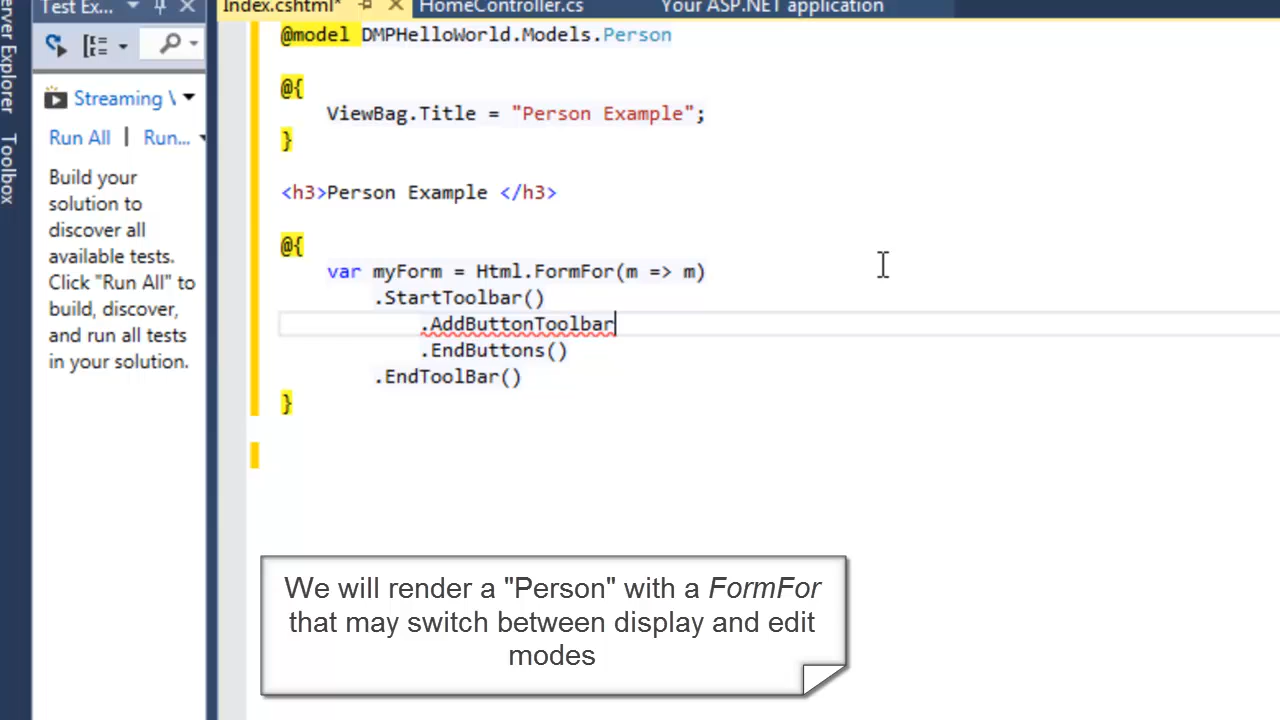 Test Ex...
Index.cshtml*
HomeController.cs
Your ASP.NET application
erver Explorer
Toolbox
Streaming \
Run All | Run...
Build your
solution to
discover all
available tests.
Click "Run All" to
build, discover,
and run all tests
in your solution.
@model DMPHelloWorld.Models.Person
@{
ViewBag.Title = "Person Example";
}
<h3>Person Example </h3>
@{
var myForm = Html.FormFor(m => m)
.StartToolbar()
.AddButtonToolbar
.EndButtons()
.EndToolBar()
}
We will render a "Person" with a FormFor
that may switch between display and edit
modes